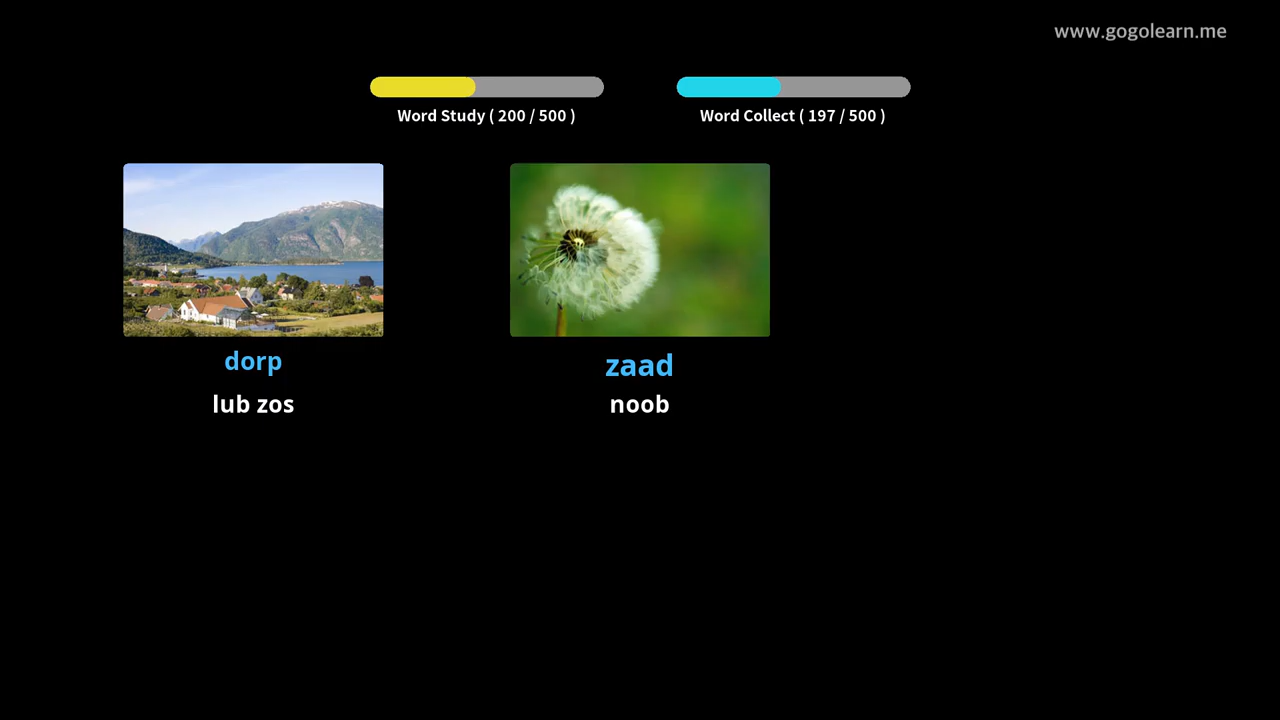 www.gogolearn.me
Word Study ( 200 / 500 )
Word Collect ( 197 / 500 )
dorp
zaad
lub zos
noob